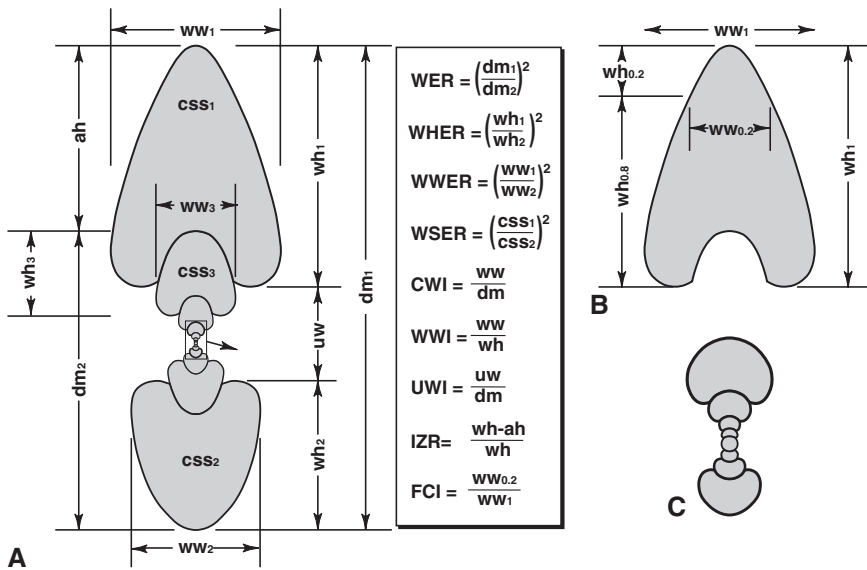 ww₁
css₁
ah
wh₁
ww₃
css₃
wh₃
dm₁
dm₂
uw
css₂
wh₂
ww₂
A
WER = (dm₁/dm₂)²
WHER = (wh₁/wh₂)²
WWER = (ww₁/ww₂)²
WSER = (css₁/css₂)²
CWI = ww/dm
WWI = ww/wh
UWI = uw/dm
IZR= wh-ah/wh
FCI = ww₀.₂/ww₁
ww₁
wh₀.₂
ww₀.₂
wh₀.₈
wh₁
B
C